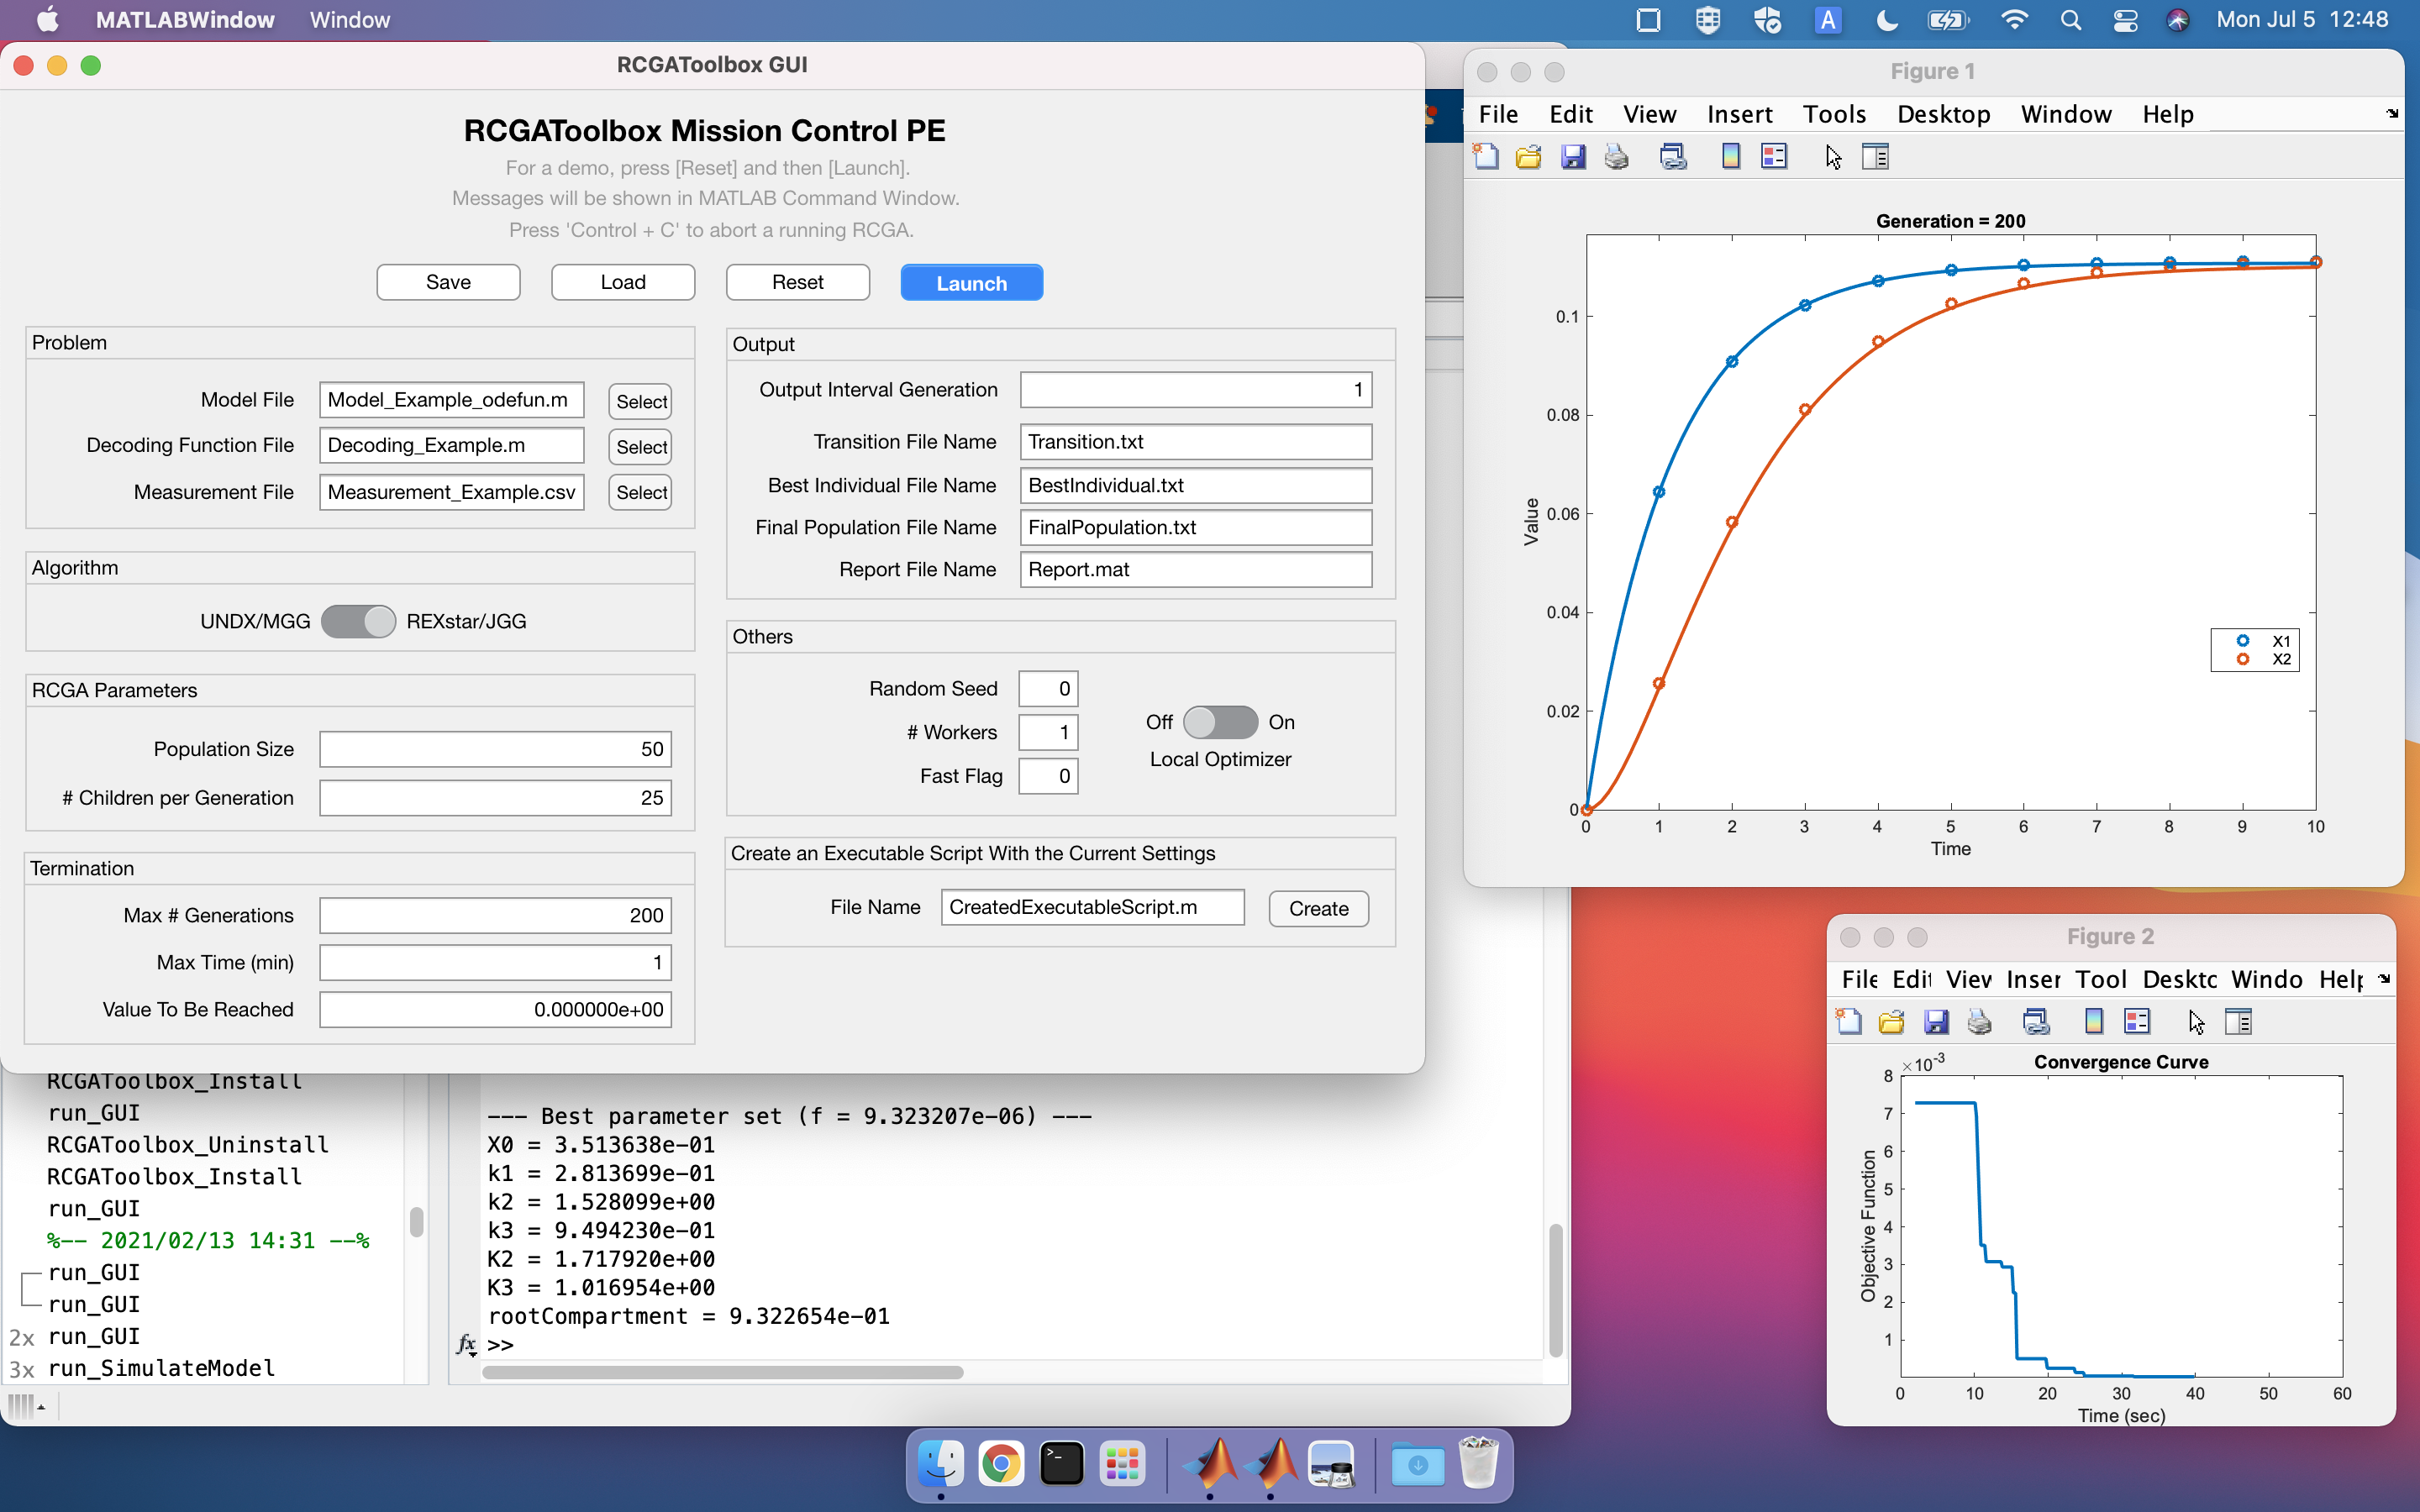 MATLABWindow Window
A
Mon Jul 5 12:48
RCGAToolbox GUI
RCGAToolbox Mission Control PE
For a demo, press [Reset] and then [Launch].
Messages will be shown in MATLAB Command Window.
Press 'Control + C' to abort a running RCGA.
Save Load Reset Launch
Problem
Model File Model_Example_odefun.m Select
Decoding Function File Decoding_Example.m Select
Measurement File Measurement_Example.csv Select
Algorithm
UNDX/MGG REXstar/JGG
RCGA Parameters
Population Size 50
# Children per Generation 25
Termination
Max # Generations 200
Max Time (min) 1
Value To Be Reached 0.000000e+00
Output
Output Interval Generation 1
Transition File Name Transition.txt
Best Individual File Name BestIndividual.txt
Final Population File Name FinalPopulation.txt
Report File Name Report.mat
Others
Random Seed 0
# Workers 1
Fast Flag 0
Off On
Local Optimizer
Create an Executable Script With the Current Settings
File Name CreatedExecutableScript.m Create
RCGAToolbox_Install
run_GUI
RCGAToolbox_Uninstall
RCGAToolbox_Install
run_GUI
%-- 2021/02/13 14:31 --%
run_GUI
run_GUI
2x run_GUI
3x run_SimulateModel
--- Best parameter set (f = 9.323207e-06) ---
X0 = 3.513638e-01
k1 = 2.813699e-01
k2 = 1.528099e+00
k3 = 9.494230e-01
K2 = 1.717920e+00
K3 = 1.016954e+00
rootCompartment = 9.322654e-01
fx >>
Figure 1
File Edit View Insert Tools Desktop Window Help
Generation = 200
0.1
0.08
0.06
0.04
0.02
0
Value
X1
X2
0 1 2 3 4 5 6 7 8 9 10
Time
Figure 2
File Edit View Inser Tool Deskto Windo Help
×10-3
Convergence Curve
8
7
6
5
4
3
2
1
Objective Function
0 10 20 30 40 50 60
Time (sec)